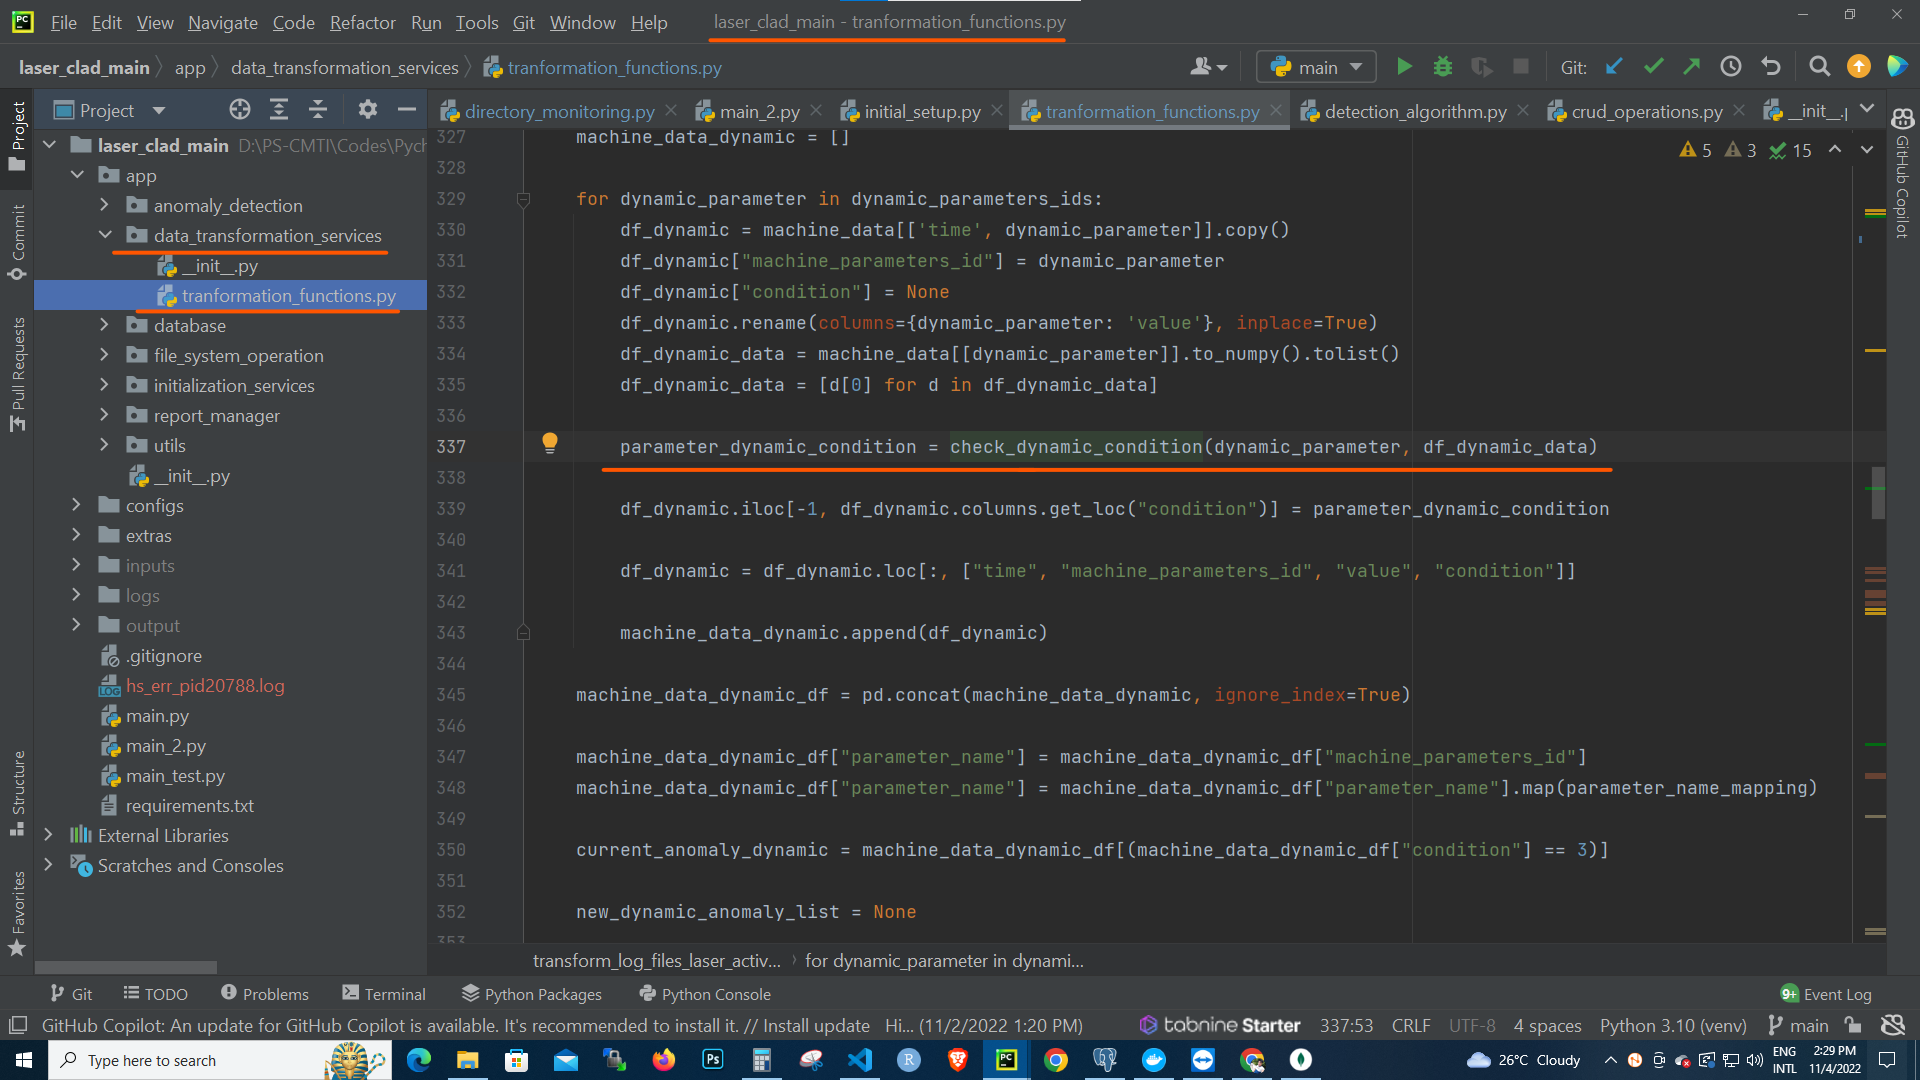 File Edit View Navigate Code Refactor Run Tools Git Window Help laser_clad_main - tranformation_functions.py
laser_clad_main app data_transformation_services tranformation_functions.py main Git:
Project
directory_monitoring.py main_2.py initial_setup.py tranformation_functions.py detection_algorithm.py crud_operations.py __init__.p
5 3 15
Project
Commit
Pull Requests
Structure
Favorites
GitHub Copilot
laser_clad_main D:\PS-CMTI\Codes\Pych
app
anomaly_detection
data_transformation_services
__init__.py
tranformation_functions.py
database
file_system_operation
initialization_services
report_manager
utils
__init__.py
configs
extras
inputs
logs
output
.gitignore
LOG hs_err_pid20788.log
main.py
main_2.py
main_test.py
requirements.txt
External Libraries
Scratches and Consoles
327 machine_data_dynamic = []
328
329 for dynamic_parameter in dynamic_parameters_ids:
330 df_dynamic = machine_data[['time', dynamic_parameter]].copy()
331 df_dynamic["machine_parameters_id"] = dynamic_parameter
332 df_dynamic["condition"] = None
333 df_dynamic.rename(columns={dynamic_parameter: 'value'}, inplace=True)
334 df_dynamic_data = machine_data[[dynamic_parameter]].to_numpy().tolist()
335 df_dynamic_data = [d[0] for d in df_dynamic_data]
336
337 parameter_dynamic_condition = check_dynamic_condition(dynamic_parameter, df_dynamic_data)
338
339 df_dynamic.iloc[-1, df_dynamic.columns.get_loc("condition")] = parameter_dynamic_condition
340
341 df_dynamic = df_dynamic.loc[:, ["time", "machine_parameters_id", "value", "condition"]]
342
343 machine_data_dynamic.append(df_dynamic)
344
345 machine_data_dynamic_df = pd.concat(machine_data_dynamic, ignore_index=True)
346
347 machine_data_dynamic_df["parameter_name"] = machine_data_dynamic_df["machine_parameters_id"]
348 machine_data_dynamic_df["parameter_name"] = machine_data_dynamic_df["parameter_name"].map(parameter_name_mapping)
349
350 current_anomaly_dynamic = machine_data_dynamic_df[(machine_data_dynamic_df["condition"] == 3)]
351
352 new_dynamic_anomaly_list = None
353
transform_log_files_laser_activ... for dynamic_parameter in dynami...
Git TODO Problems Terminal Python Packages Python Console 9+ Event Log
GitHub Copilot: An update for GitHub Copilot is available. It's recommended to install it. // Install update Hi... (11/2/2022 1:20 PM) tabnine Starter 337:53 CRLF UTF-8 4 spaces Python 3.10 (venv) main
Type here to search 26°C Cloudy ENG INTL 2:29 PM 11/4/2022